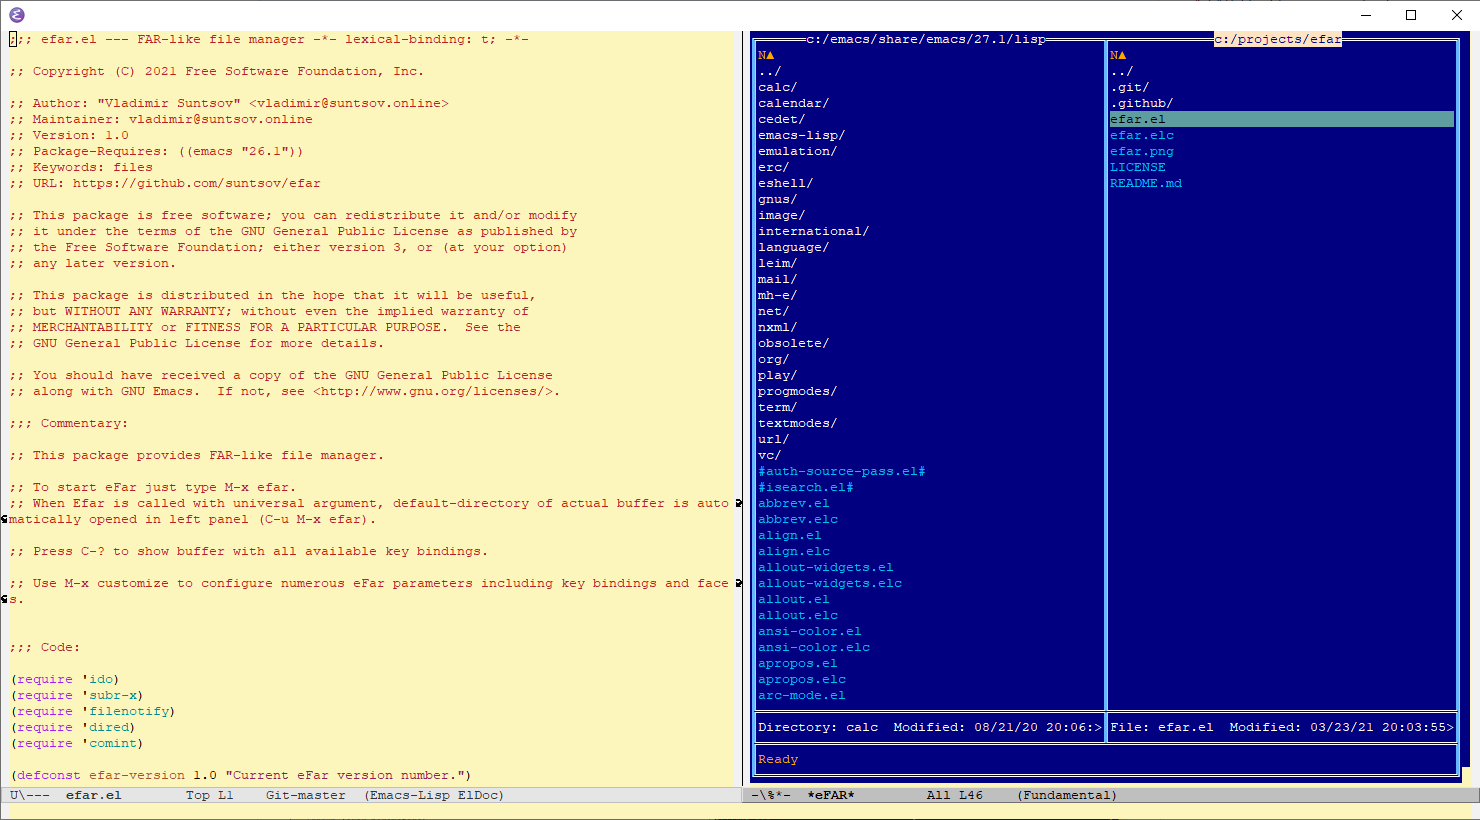 ;;; efar.el --- FAR-like file manager -*- lexical-binding: t; -*-
;; Copyright (C) 2021 Free Software Foundation, Inc.
;; Author: "Vladimir Suntsov" <vladimir@suntsov.online>
;; Maintainer: vladimir@suntsov.online
;; Version: 1.0
;; Package-Requires: ((emacs "26.1"))
;; Keywords: files
;; URL: https://github.com/suntsov/efar
;; This package is free software; you can redistribute it and/or modify
;; it under the terms of the GNU General Public License as published by
;; the Free Software Foundation; either version 3, or (at your option)
;; any later version.
;; This package is distributed in the hope that it will be useful,
;; but WITHOUT ANY WARRANTY; without even the implied warranty of
;; MERCHANTABILITY or FITNESS FOR A PARTICULAR PURPOSE.  See the
;; GNU General Public License for more details.
;; You should have received a copy of the GNU General Public License
;; along with GNU Emacs.  If not, see <http://www.gnu.org/licenses/>.
;;; Commentary:
;; This package provides FAR-like file manager.
;; To start eFar just type M-x efar.
;; When Efar is called with universal argument, default-directory of actual buffer is auto
matically opened in left panel (C-u M-x efar).
;; Press C-? to show buffer with all available key bindings.
;; Use M-x customize to configure numerous eFar parameters including key bindings and face
s.
;;; Code:
(require 'ido)
(require 'subr-x)
(require 'filenotify)
(require 'dired)
(require 'comint)
(defconst efar-version 1.0 "Current eFar version number.")
U\---  efar.el        Top L1    Git-master  (Emacs-Lisp ElDoc)
c:/emacs/share/emacs/27.1/lisp
N▲
../
calc/
calendar/
cedet/
emacs-lisp/
emulation/
erc/
eshell/
gnus/
image/
international/
language/
leim/
mail/
mh-e/
net/
nxml/
obsolete/
org/
play/
progmodes/
term/
textmodes/
url/
vc/
#auth-source-pass.el#
#isearch.el#
abbrev.el
abbrev.elc
align.el
align.elc
allout-widgets.el
allout-widgets.elc
allout.el
allout.elc
ansi-color.el
ansi-color.elc
apropos.el
apropos.elc
arc-mode.el
Directory: calc  Modified: 08/21/20 20:06:>
c:/projects/efar
N▲
../
.git/
.github/
efar.el
efar.elc
efar.png
LICENSE
README.md
File: efar.el  Modified: 03/23/21 20:03:55>
Ready
-\%*-  *eFAR*         All L46    (Fundamental)